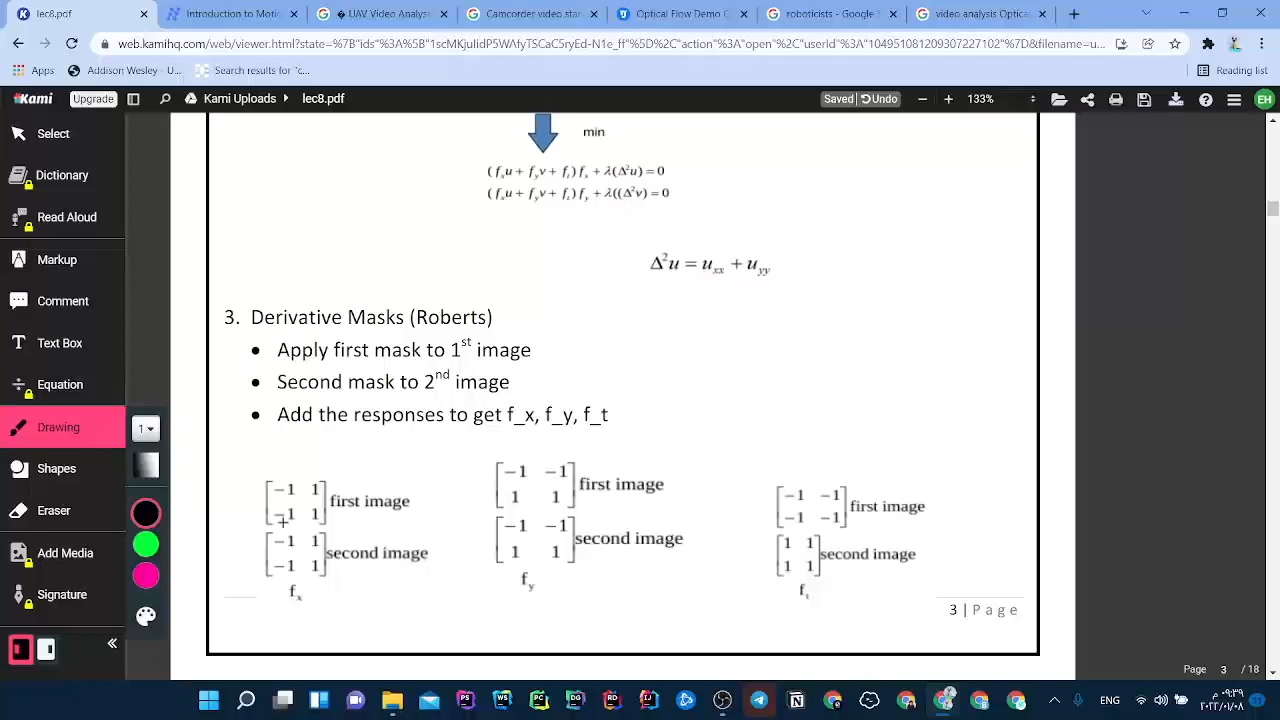 Introduction to Motio
� UAV Video Analys
Camcorder video stan
Optical Flow Demo C
roboticists - Google S
video analysis Optical
web.kamihq.com/web/viewer.html?state=%7B"ids"%3A%5B"1scMKjuIidP5WAfyTSCaC5ryEd-N1e_ff"%5D%2C"action"%3A"open"%2C"userId"%3A"104951081209307227102"%7D&filename=u...
Apps
Addison Wesley - U...
Search results for "c...
Reading list
Kami
Upgrade
Kami Uploads
lec8.pdf
Saved
Undo
133%
EH
Select
Dictionary
Read Aloud
Markup
Comment
Text Box
Equation
Drawing
1
Shapes
Eraser
Add Media
Signature
min
(f_x u + f_y v + f_t) f_x + λ(Δ²u) = 0
(f_x u + f_y v + f_t) f_y + λ((Δ²v) = 0
Δ²u = u_xx + u_yy
3. Derivative Masks (Roberts)
• Apply first mask to 1st image
• Second mask to 2nd image
• Add the responses to get f_x, f_y, f_t
[-1 1
-1 1] first image
[-1 1
-1 1] second image
f_x
[-1 -1
1 1] first image
[-1 -1
1 1] second image
f_y
[-1 -1
-1 -1] first image
[1 1
1 1] second image
f_t
3 | Page
Page 3 / 18
ENG